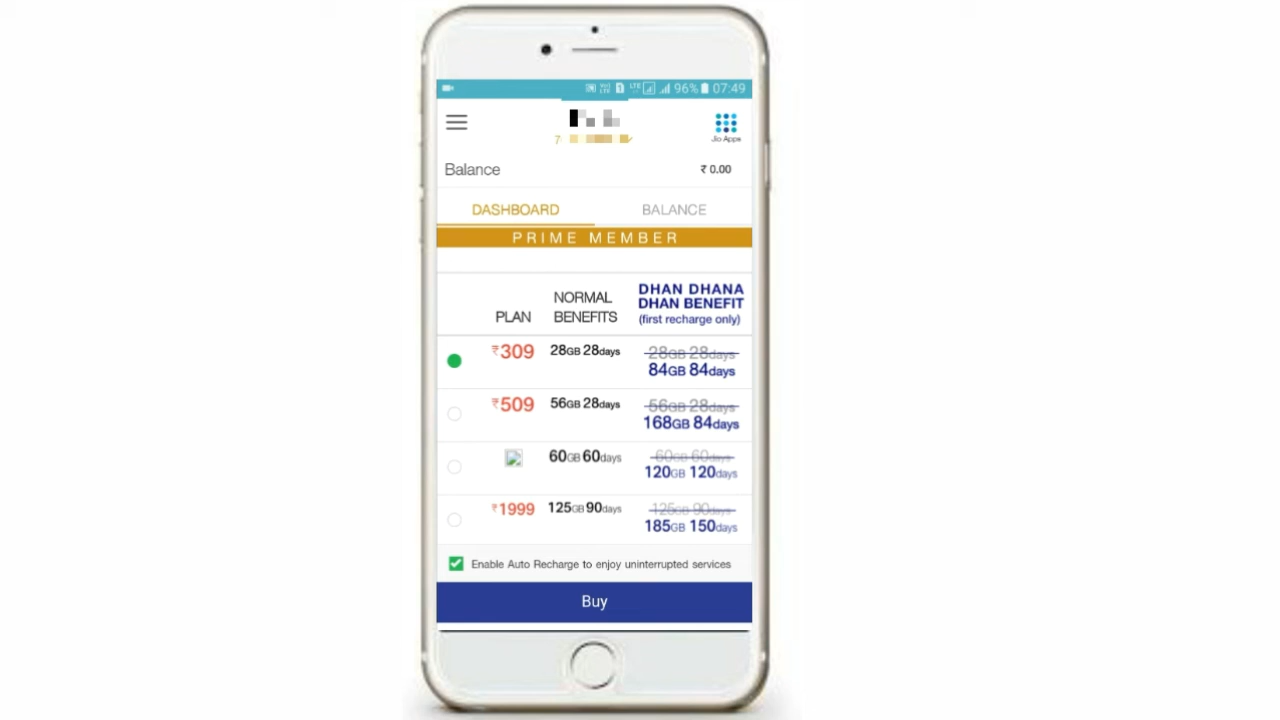 96% 07:49
Jio Apps
Balance ₹ 0.00
DASHBOARD BALANCE
PRIME MEMBER
PLAN NORMAL BENEFITS DHAN DHANA DHAN BENEFIT (first recharge only)
₹309 28GB 28days 28GB 28days
84GB 84days
₹509 56GB 28days 56GB 28days
168GB 84days
60GB 60days 60GB 60days
120GB 120days
₹1999 125GB 90days 125GB 90days
185GB 150days
Enable Auto Recharge to enjoy uninterrupted services
Buy